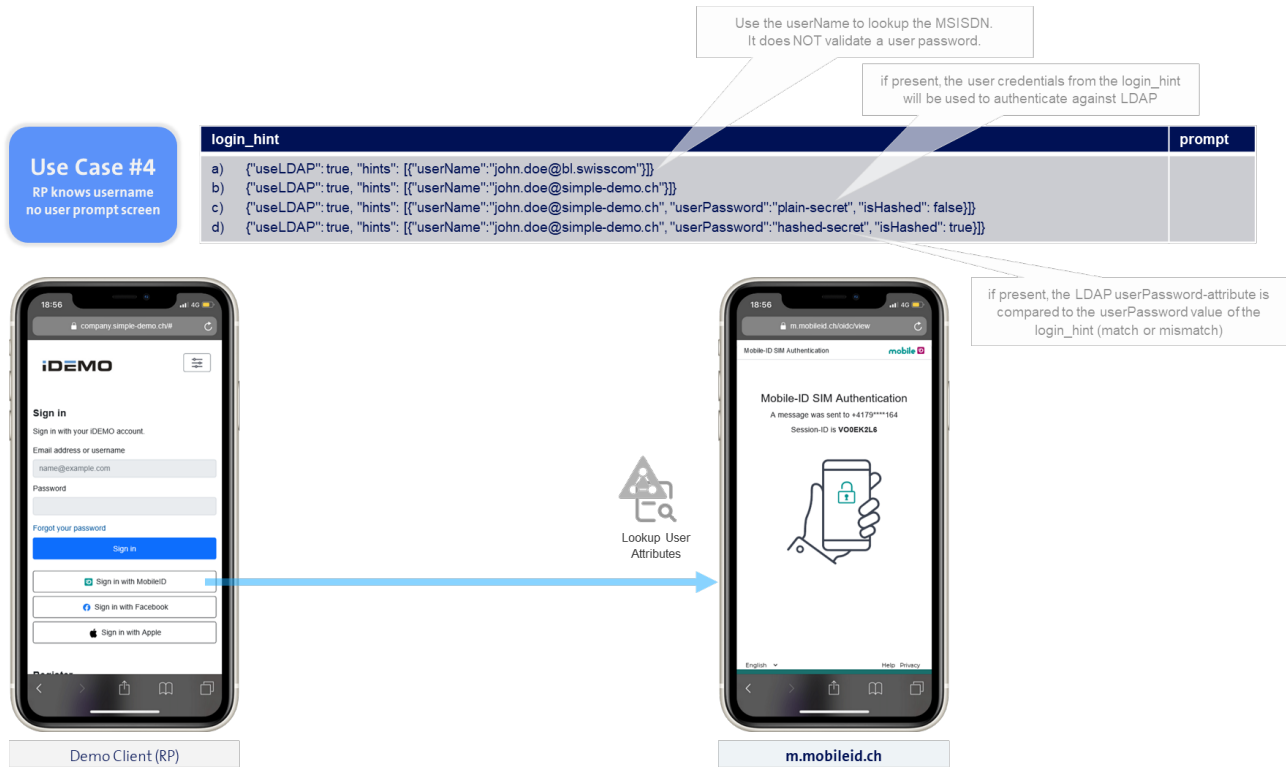 Use the userName to lookup the MSISDN.
It does NOT validate a user password.
if present, the user credentials from the login_hint
will be used to authenticate against LDAP
Use Case #4
RP knows username
no user prompt screen
login_hint
prompt
a) {"useLDAP": true, "hints": [{"userName":"john.doe@bl.swisscom"}]}
b) {"useLDAP": true, "hints": [{"userName":"john.doe@simple-demo.ch"}]}
c) {"useLDAP": true, "hints": [{"userName":"john.doe@simple-demo.ch", "userPassword":"plain-secret", "isHashed": false}]}
d) {"useLDAP": true, "hints": [{"userName":"john.doe@simple-demo.ch", "userPassword":"hashed-secret", "isHashed": true}]}
if present, the LDAP userPassword-attribute is
compared to the userPassword value of the
login_hint (match or mismatch)
18:56
4G
company.simple-demo.ch/#
iDEMO
Sign in
Sign in with your iDEMO account.
Email address or username
name@example.com
Password
Forgot your password
Sign in
Sign in with MobileID
Sign in with Facebook
Sign in with Apple
Register
Demo Client (RP)
Lookup User
Attributes
18:56
4G
m.mobileid.ch/oidc/view
Mobile-ID SIM Authentication
mobile ID
Mobile-ID SIM Authentication
A message was sent to +4179****164
Session-ID is VO0EK2L6
English
Help Privacy
m.mobileid.ch